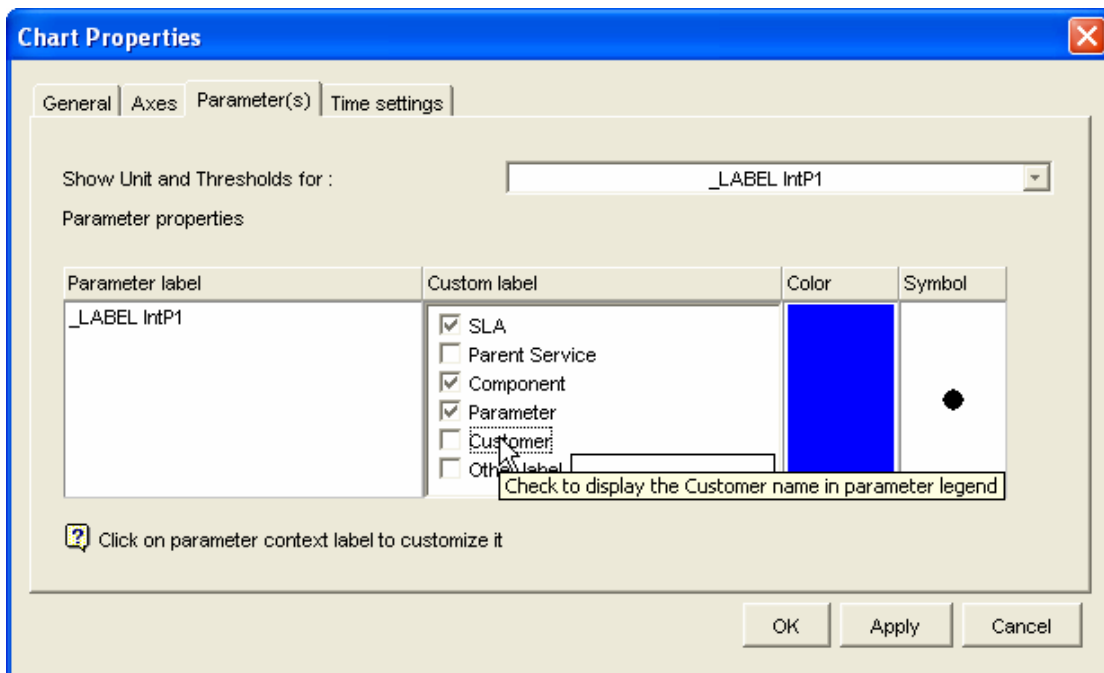 Chart Properties
General Axes Parameter(s) Time settings
Show Unit and Thresholds for : _LABEL IntP1
Parameter properties
Parameter label Custom label Color Symbol
_LABEL IntP1
SLA
Parent Service
Component
Parameter
Customer
Othe label
Check to display the Customer name in parameter legend
Click on parameter context label to customize it
OK Apply Cancel